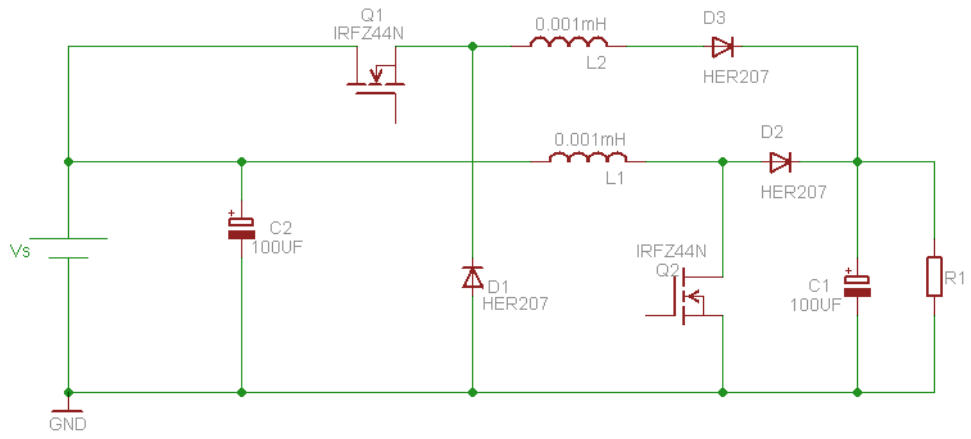 Q1
IRFZ44N
0.001mH
L2
D3
HER207
0.001mH
L1
D2
HER207
Vs
C2
100UF
D1
HER207
IRFZ44N
Q2
C1
100UF
R1
GND